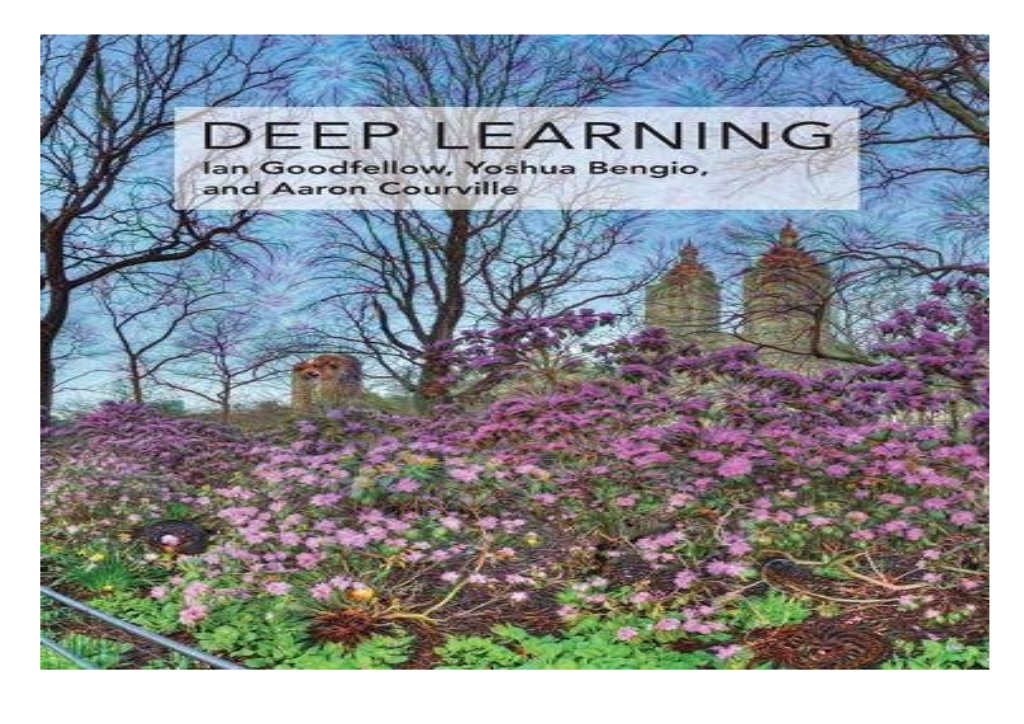 DEEP LEARNING
Ian Goodfellow, Yoshua Bengio,
and Aaron Courville